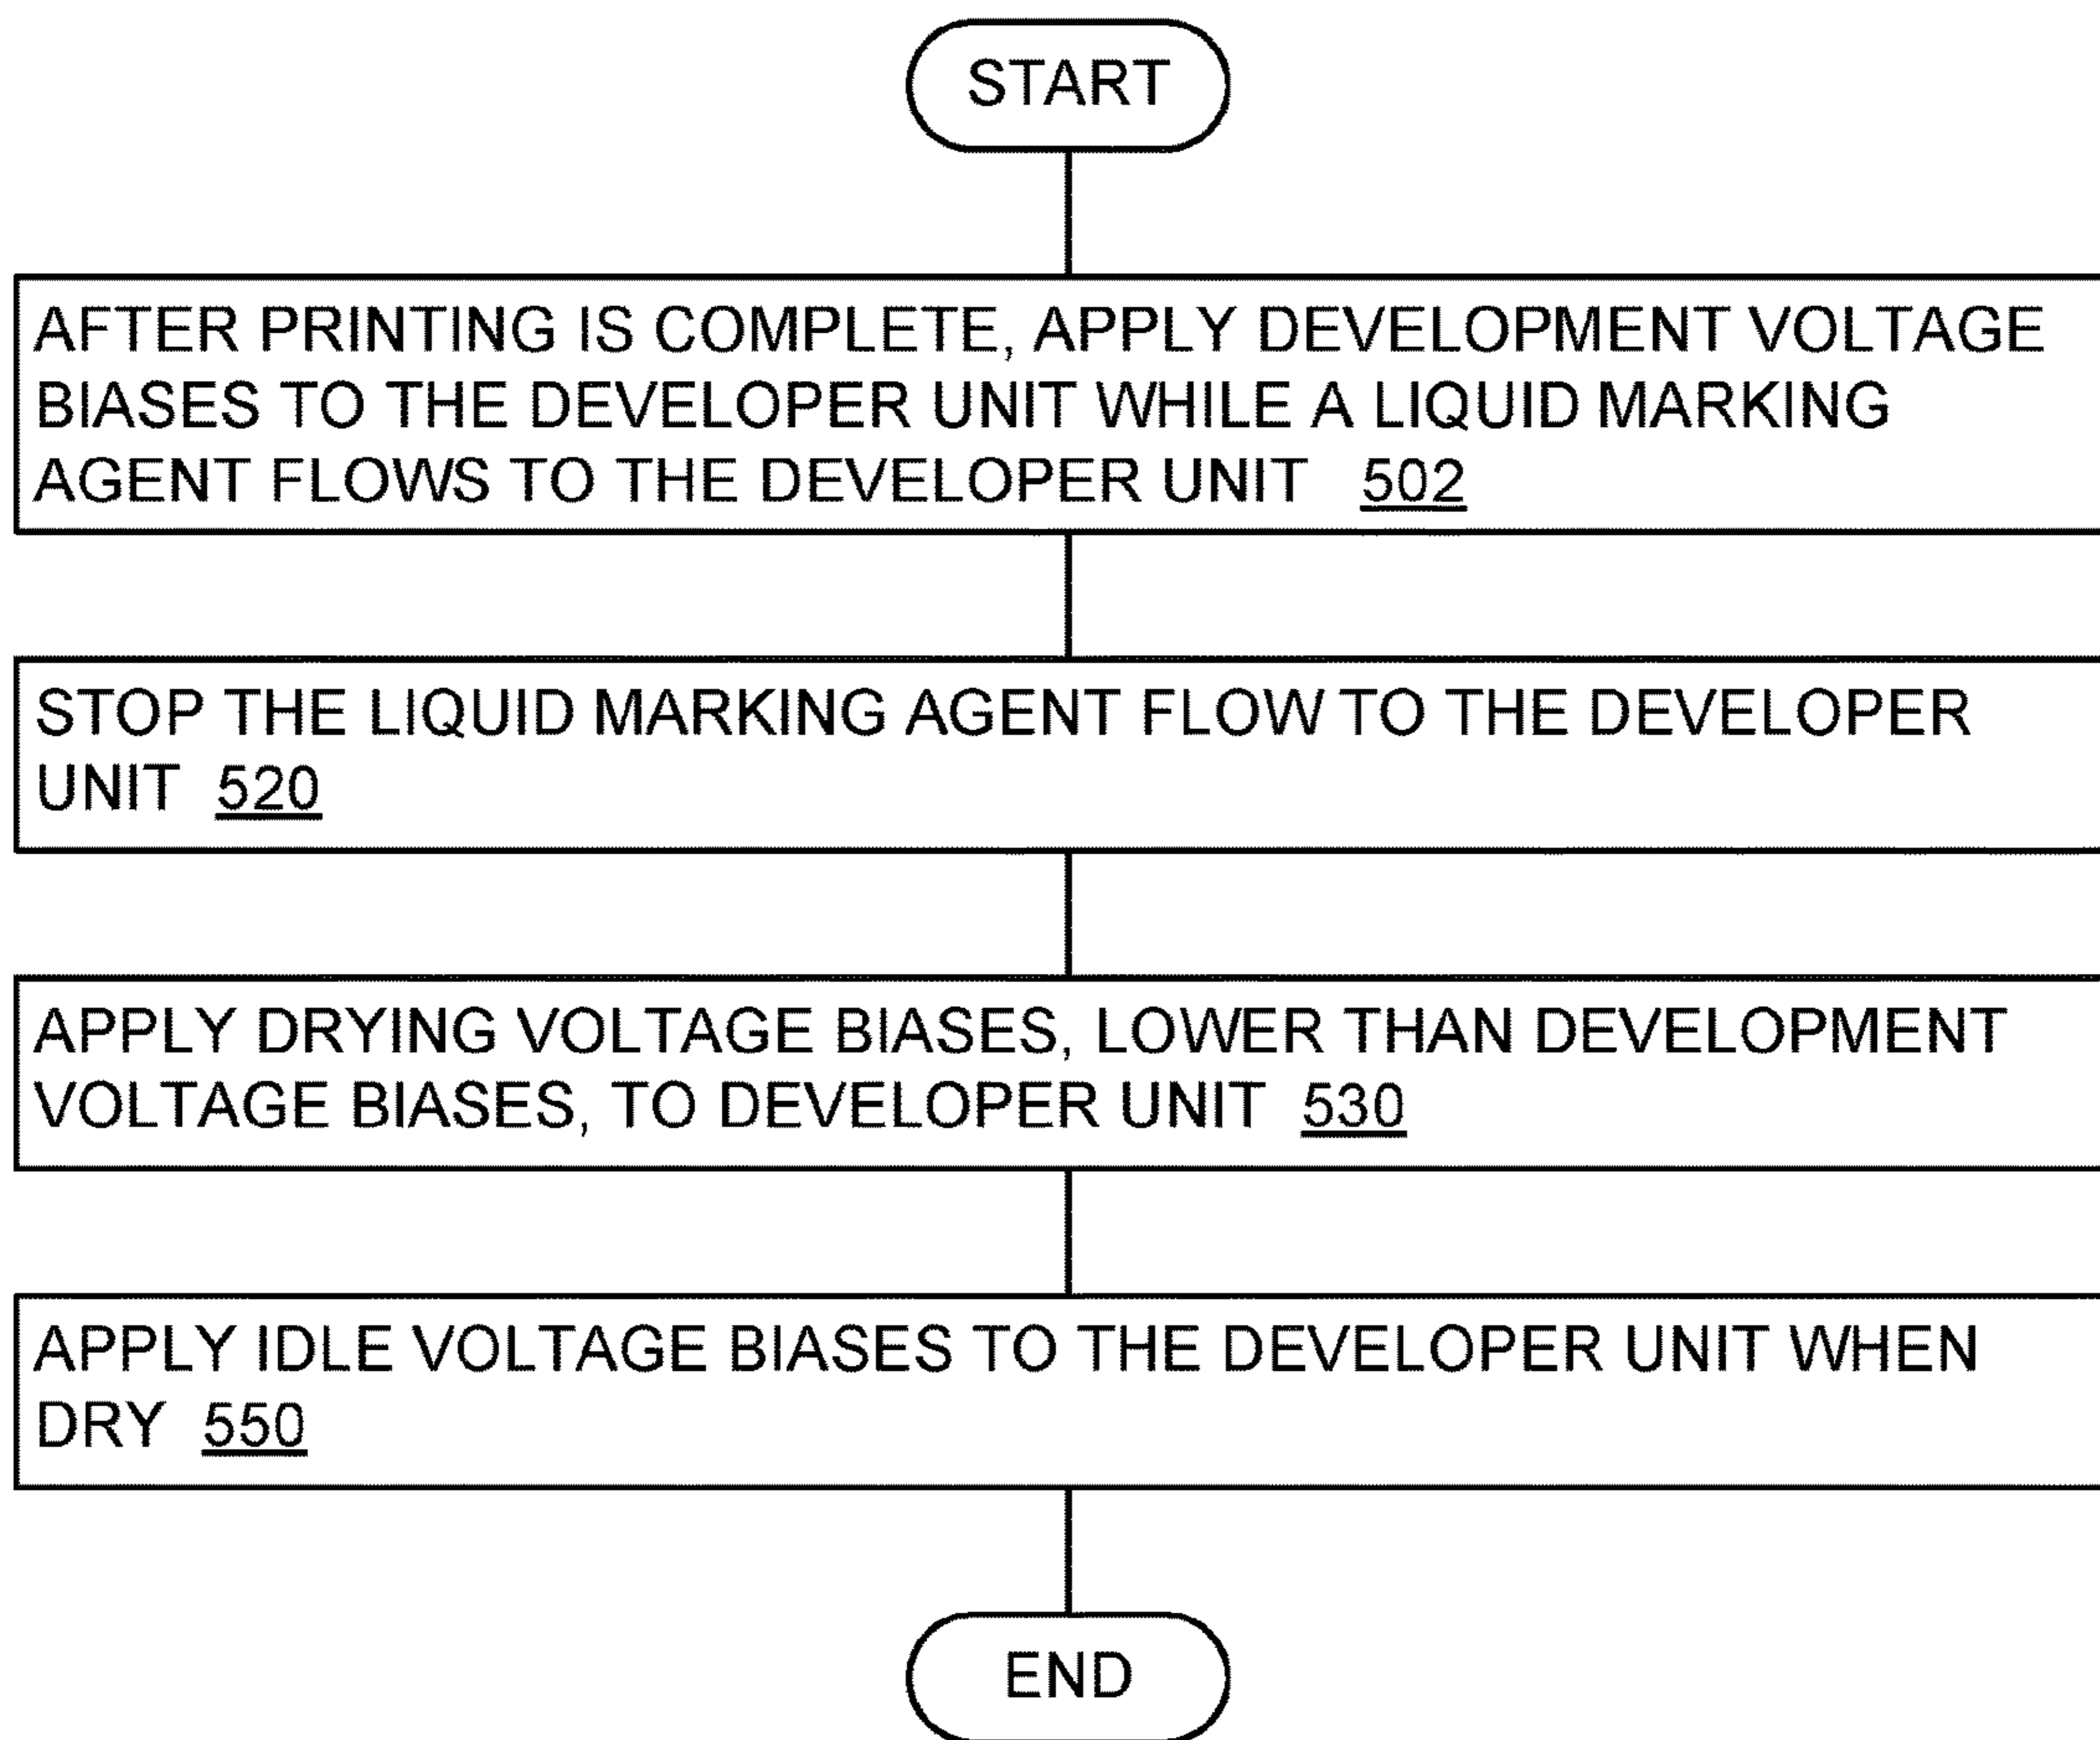 START
AFTER PRINTING IS COMPLETE, APPLY DEVELOPMENT VOLTAGE
BIASES TO THE DEVELOPER UNIT WHILE A LIQUID MARKING
AGENT FLOWS TO THE DEVELOPER UNIT 502
STOP THE LIQUID MARKING AGENT FLOW TO THE DEVELOPER
UNIT 520
APPLY DRYING VOLTAGE BIASES, LOWER THAN DEVELOPMENT
VOLTAGE BIASES, TO DEVELOPER UNIT 530
APPLY IDLE VOLTAGE BIASES TO THE DEVELOPER UNIT WHEN
DRY 550
END